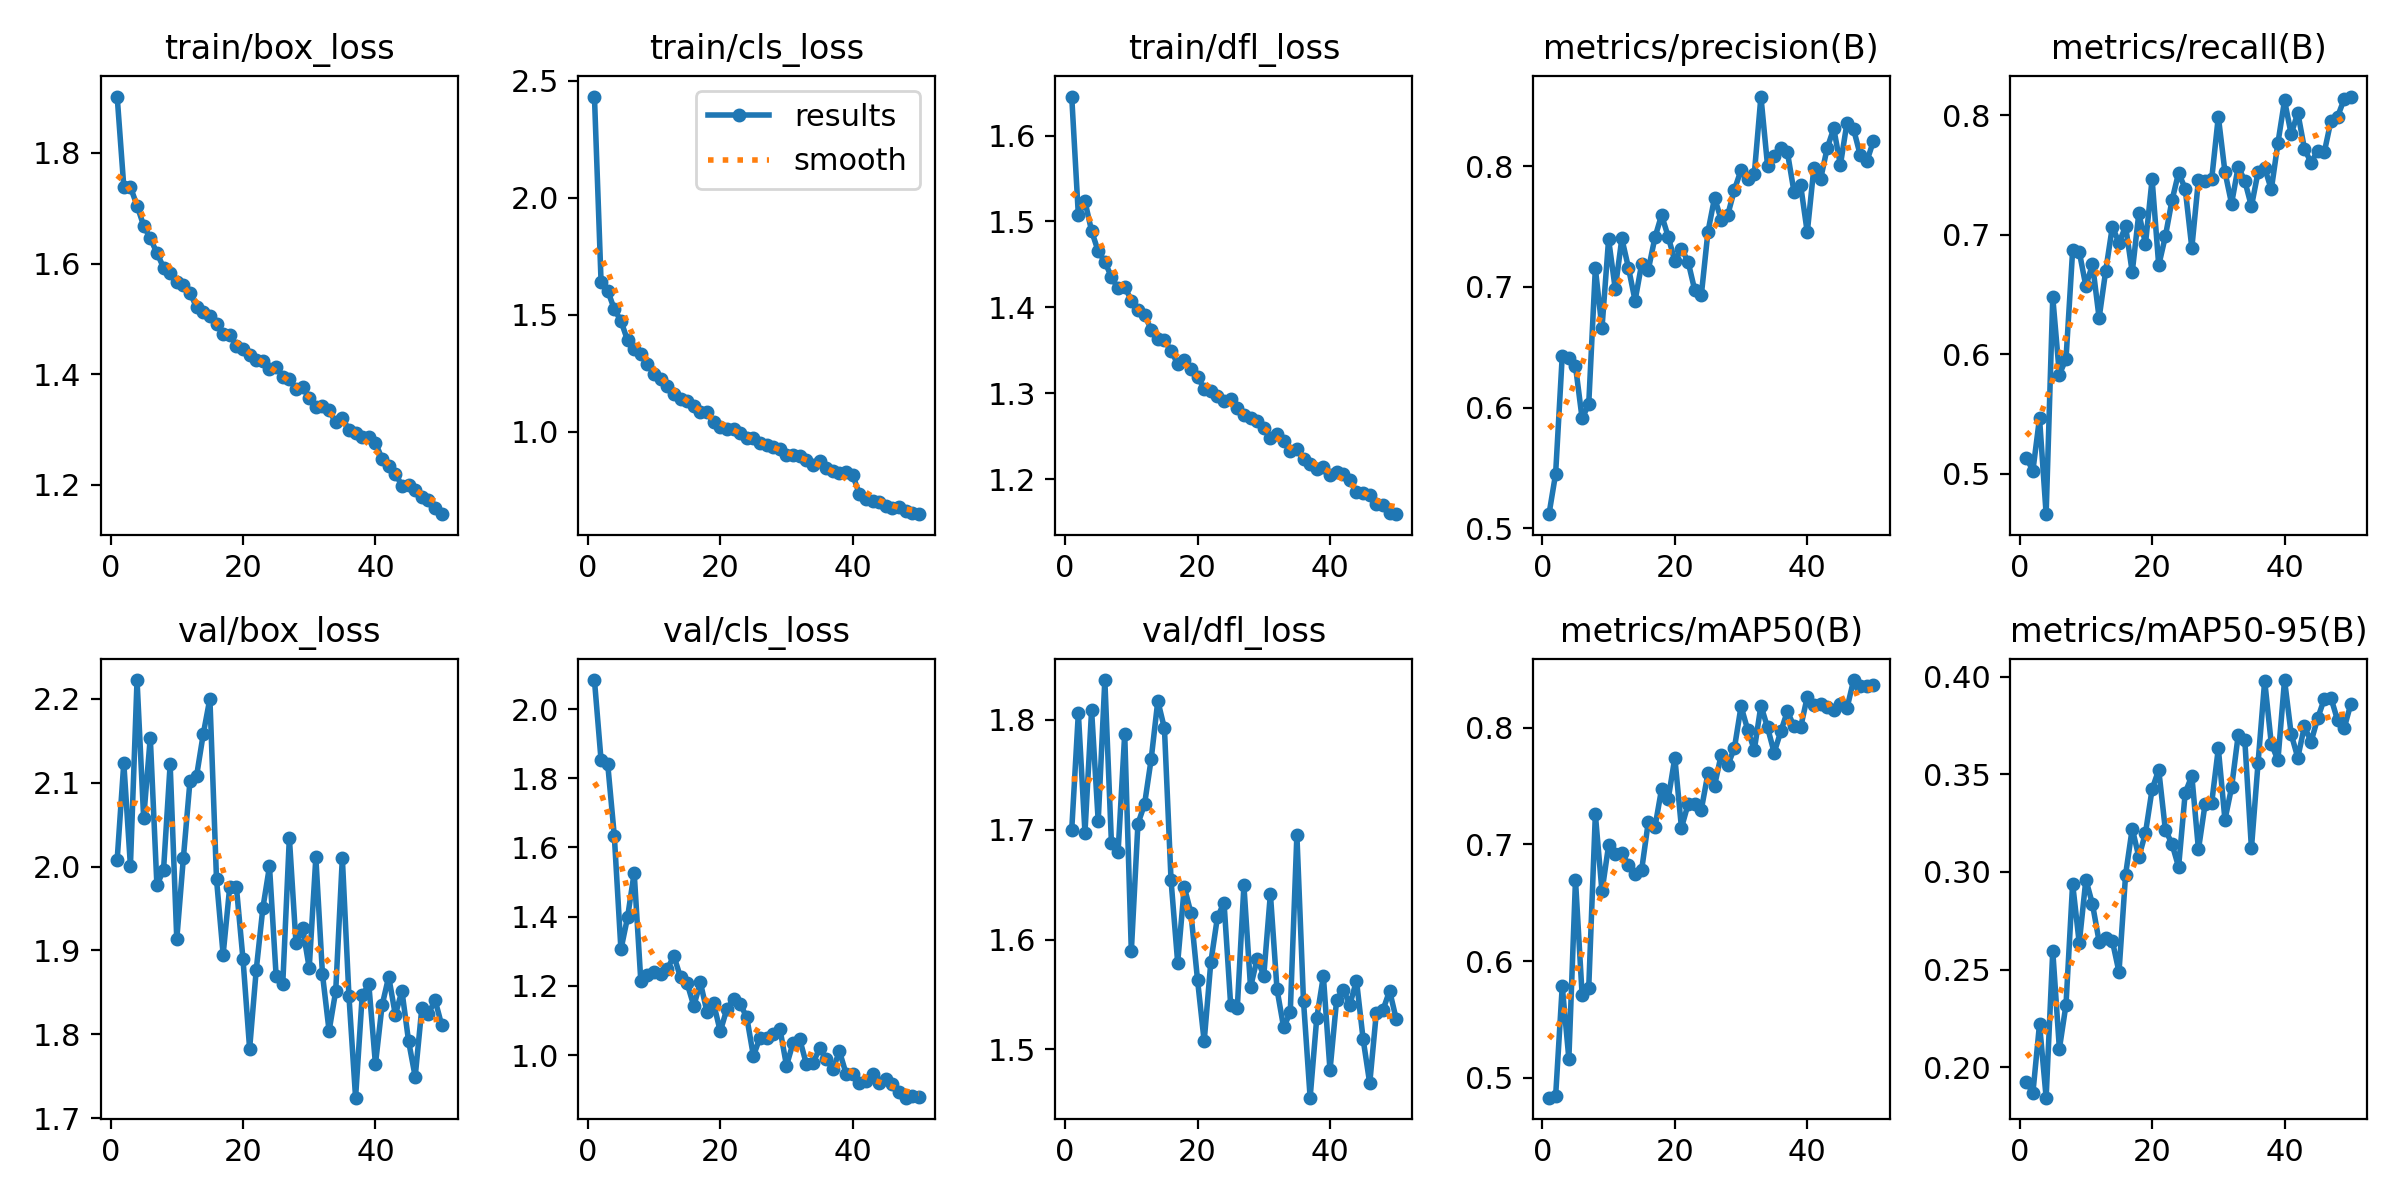 train/box_loss
1.8
1.6
1.4
1.2
0 20 40
train/cls_loss
results
smooth
2.5
2.0
1.5
1.0
0 20 40
train/dfl_loss
1.6
1.5
1.4
1.3
1.2
0 20 40
metrics/precision(B)
0.8
0.7
0.6
0.5
0 20 40
metrics/recall(B)
0.8
0.7
0.6
0.5
0 20 40
val/box_loss
2.2
2.1
2.0
1.9
1.8
1.7
0 20 40
val/cls_loss
2.0
1.8
1.6
1.4
1.2
1.0
0 20 40
val/dfl_loss
1.8
1.7
1.6
1.5
0 20 40
metrics/mAP50(B)
0.8
0.7
0.6
0.5
0 20 40
metrics/mAP50-95(B)
0.40
0.35
0.30
0.25
0.20
0 20 40